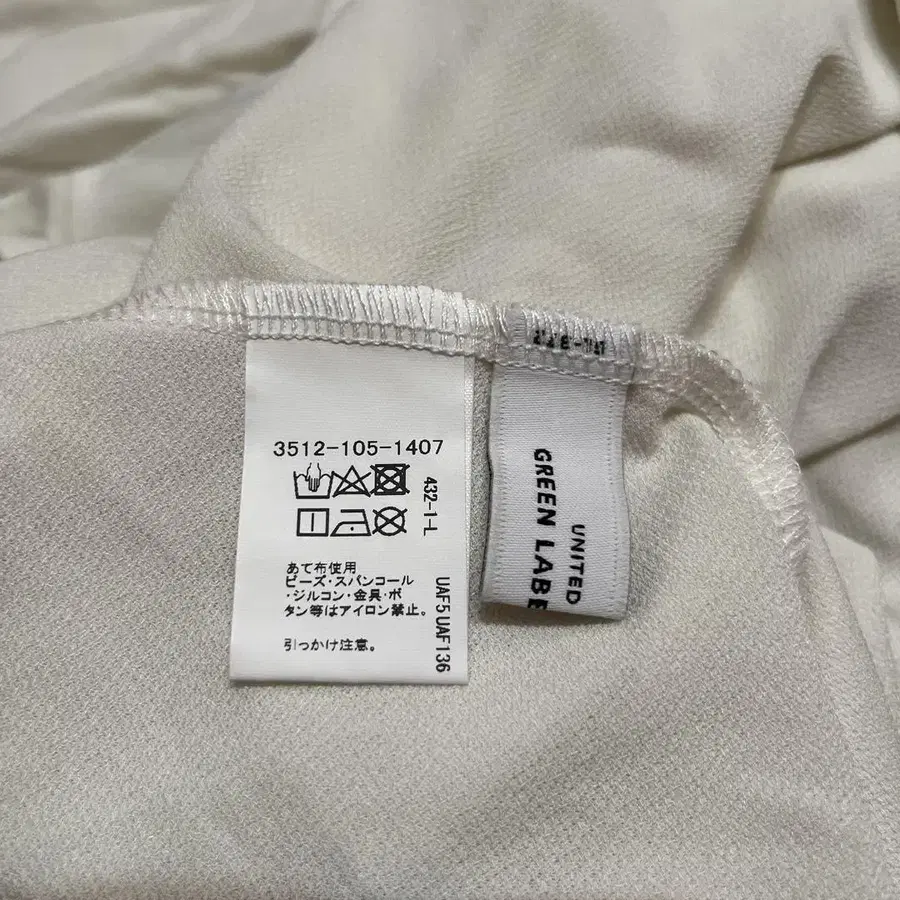 3512-105-1407
432-1-L
あて布使用
ビーズ・スパンコール
・ジルコン・金具・ボ
タン等はアイロン禁止。
引っかけ注意。
UAF5 UAF136
UNITED
GREEN LABE